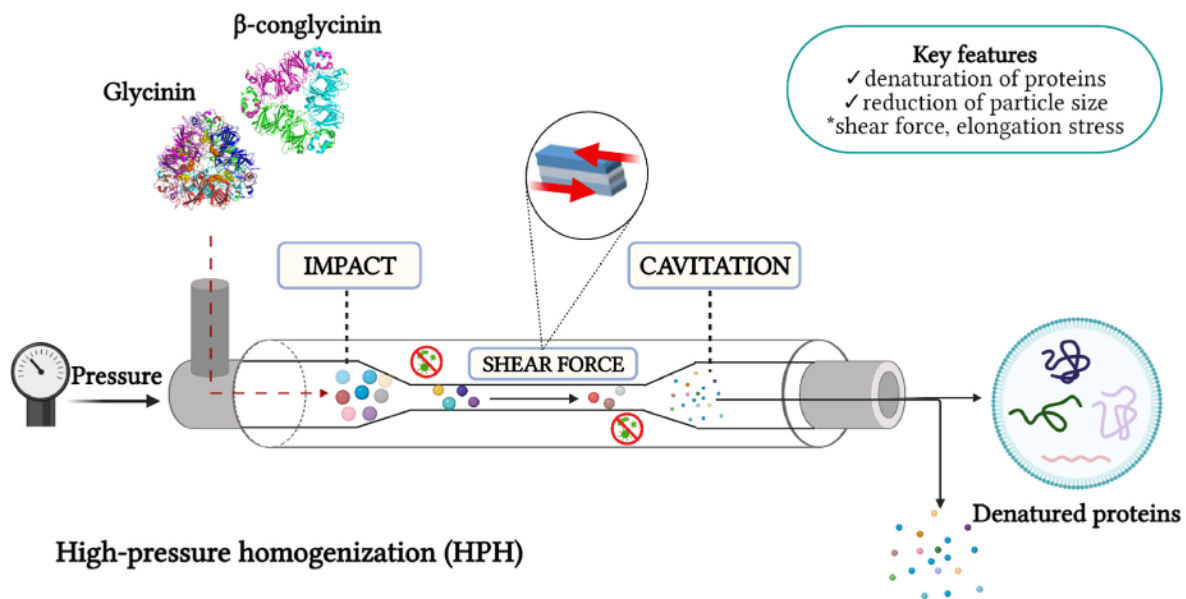 β-conglycinin
Glycinin
Key features
✓ denaturation of proteins
✓ reduction of particle size
*shear force, elongation stress
IMPACT
CAVITATION
SHEAR FORCE
Pressure
Denatured proteins
High-pressure homogenization (HPH)